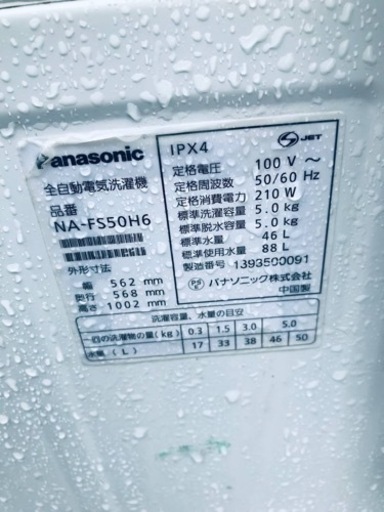 Panasonic
全自動電気洗濯機
品番
NA-FS50H6
外形寸法
幅 562 mm
奥行 568 mm
高さ 1002 mm
IPX4
S JET
定格電圧 100 V ～
定格周波数 50/60 Hz
定格消費電力 210 W
標準洗濯容量 5.0 kg
標準脱水容量 5.0 kg
標準水量 46 L
標準使用水量 88 L
製造番号 1393500091
パナソニック株式会社
中国製
洗濯容量、水量の目安
一回の洗濯物の量(kg) 0.3 1.5 3.0 5.0
水量(L) 17 33 38 46 50